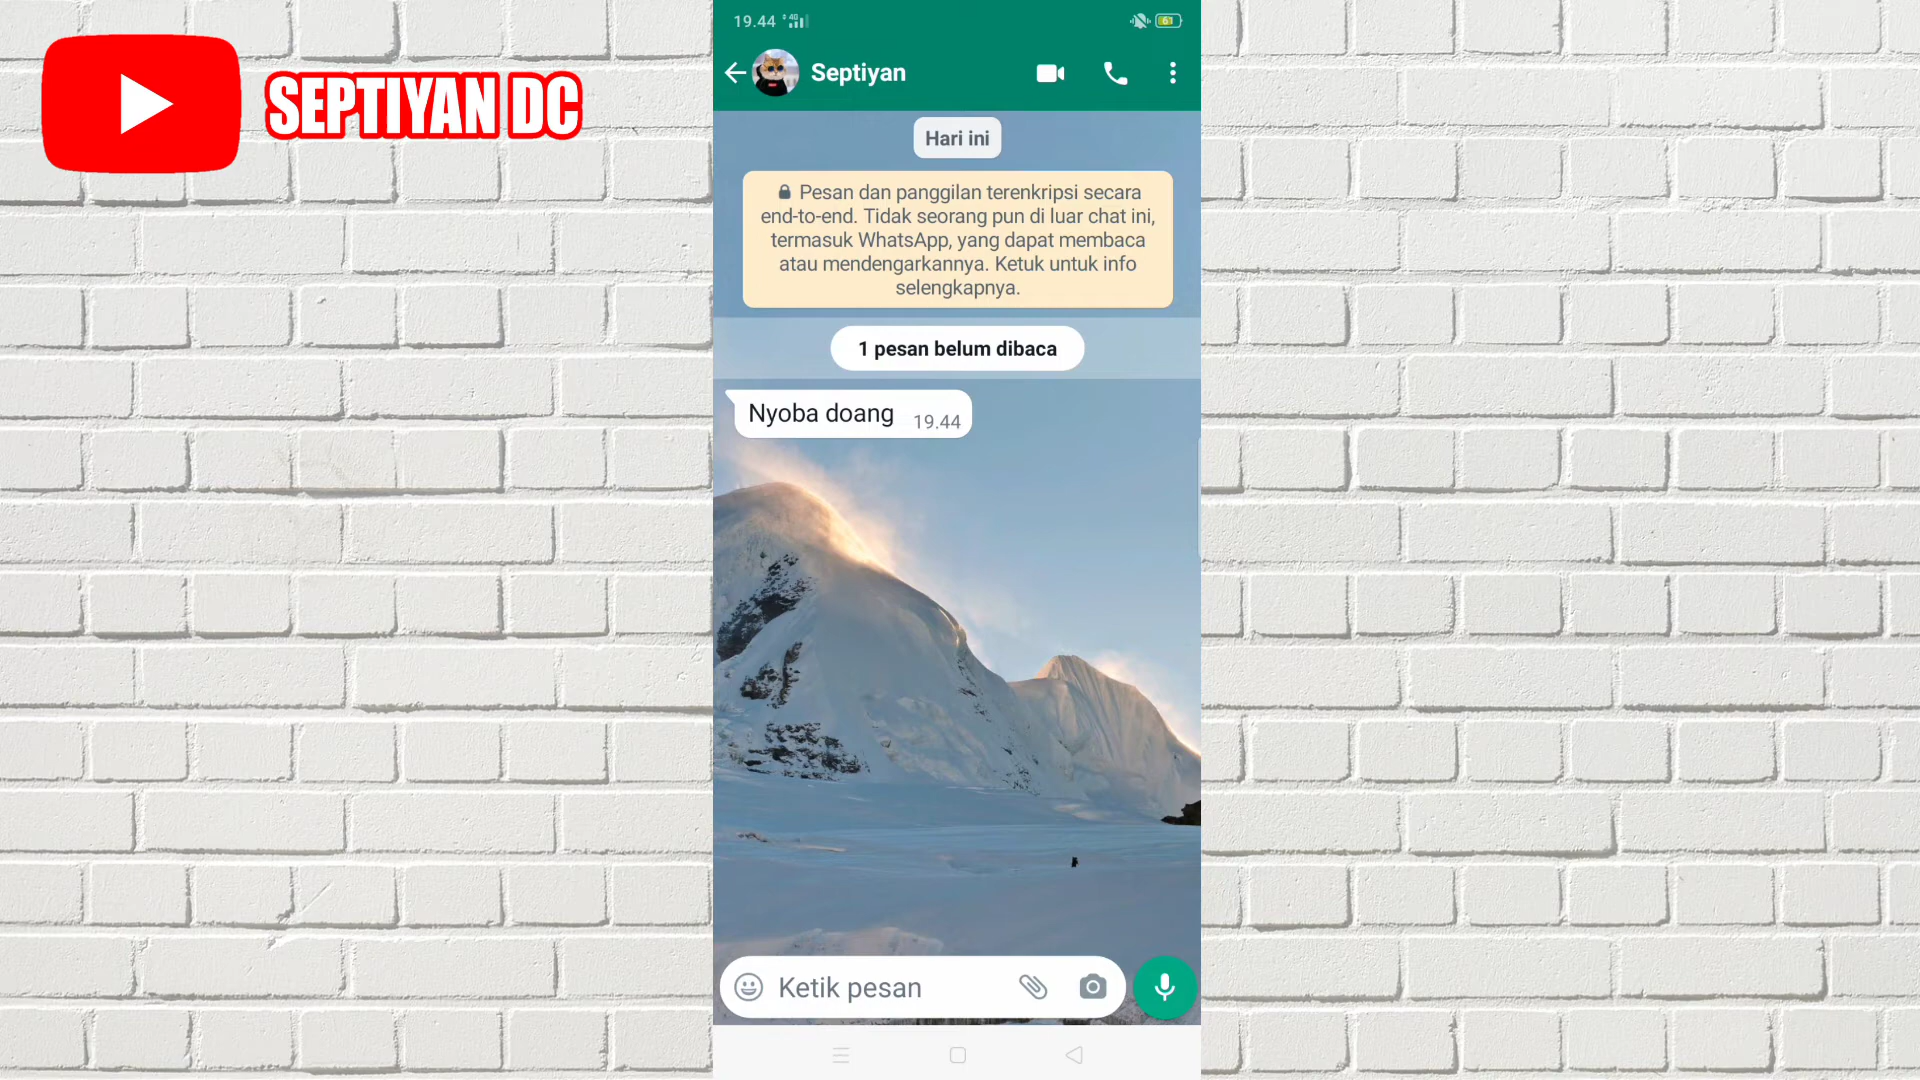 SEPTIYAN DC
19.44 4G 61
Septiyan
Hari ini
Pesan dan panggilan terenkripsi secara
end-to-end. Tidak seorang pun di luar chat ini,
termasuk WhatsApp, yang dapat membaca
atau mendengarkannya. Ketuk untuk info
selengkapnya.
1 pesan belum dibaca
Nyoba doang 19.44
Ketik pesan